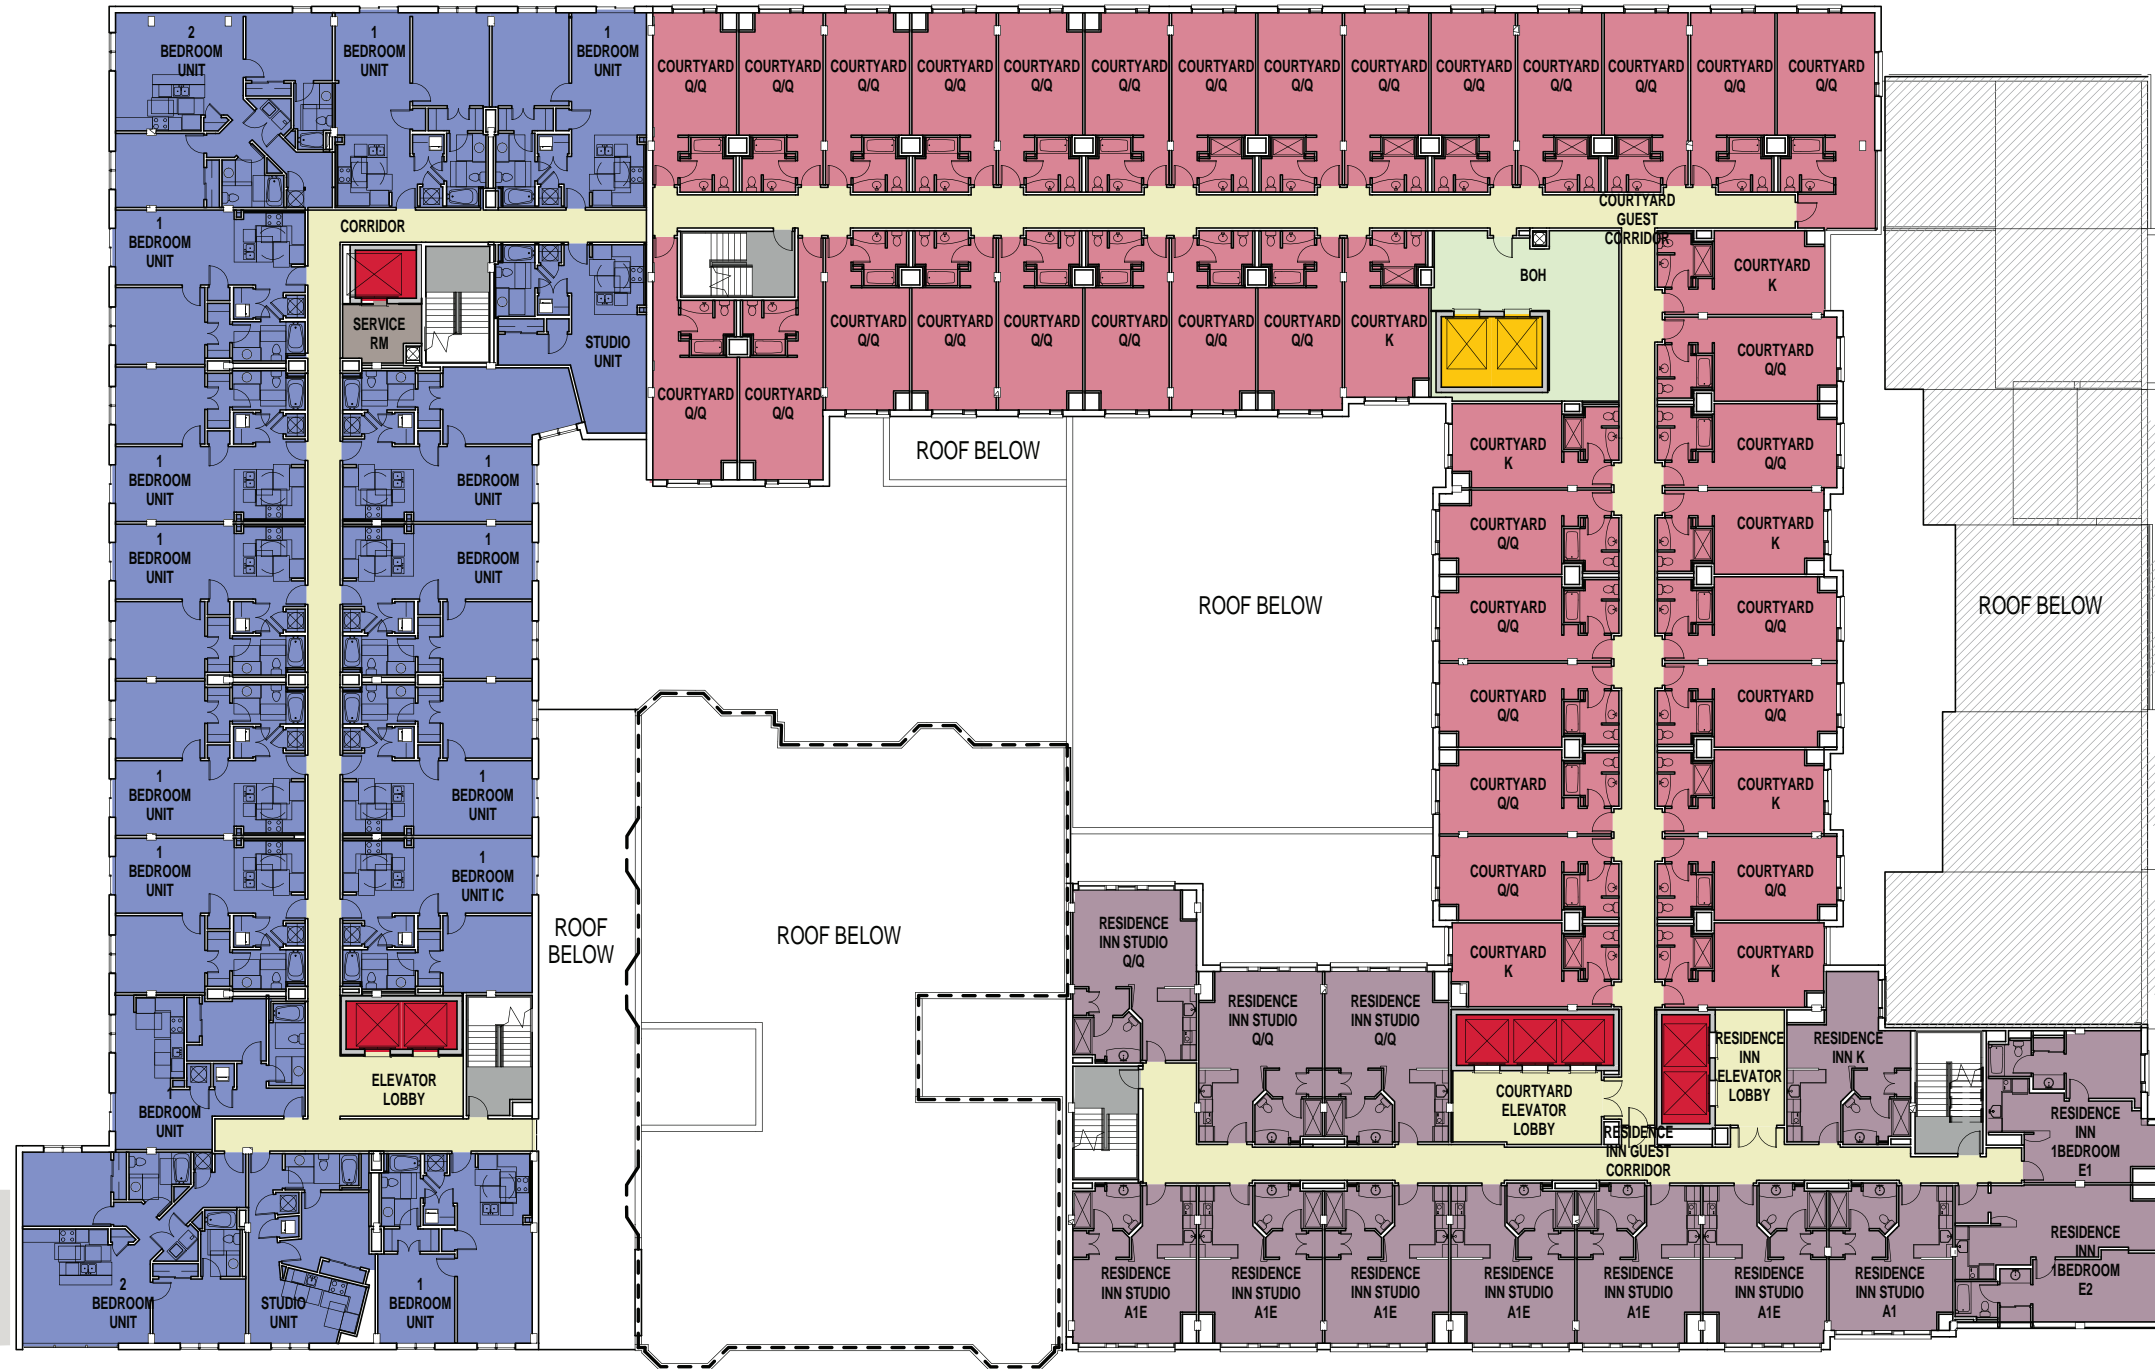 2
BEDROOM
UNIT
1
BEDROOM
UNIT
1
BEDROOM
UNIT
COURTYARD
Q/Q
COURTYARD
Q/Q
COURTYARD
Q/Q
COURTYARD
Q/Q
COURTYARD
Q/Q
COURTYARD
Q/Q
COURTYARD
Q/Q
COURTYARD
Q/Q
COURTYARD
Q/Q
COURTYARD
Q/Q
COURTYARD
Q/Q
COURTYARD
Q/Q
COURTYARD
Q/Q
COURTYARD
Q/Q
CORRIDOR
COURTYARD
GUEST
CORRIDOR
1
BEDROOM
UNIT
SERVICE
RM
STUDIO
UNIT
COURTYARD
Q/Q
COURTYARD
Q/Q
COURTYARD
Q/Q
COURTYARD
Q/Q
COURTYARD
Q/Q
COURTYARD
Q/Q
COURTYARD
K
BOH
COURTYARD
K
COURTYARD
Q/Q
COURTYARD
Q/Q
COURTYARD
Q/Q
ROOF BELOW
COURTYARD
K
COURTYARD
Q/Q
1
BEDROOM
UNIT
1
BEDROOM
UNIT
COURTYARD
Q/Q
COURTYARD
K
1
BEDROOM
UNIT
1
BEDROOM
UNIT
ROOF BELOW
COURTYARD
Q/Q
COURTYARD
Q/Q
ROOF BELOW
COURTYARD
Q/Q
COURTYARD
Q/Q
1
BEDROOM
UNIT
1
BEDROOM
UNIT
COURTYARD
Q/Q
COURTYARD
K
1
BEDROOM
UNIT
1
BEDROOM
UNIT IC
COURTYARD
Q/Q
COURTYARD
Q/Q
ROOF
BELOW
ROOF BELOW
RESIDENCE
INN STUDIO
Q/Q
COURTYARD
K
COURTYARD
K
RESIDENCE
INN STUDIO
Q/Q
RESIDENCE
INN STUDIO
Q/Q
RESIDENCE
INN
ELEVATOR
LOBBY
RESIDENCE
INN K
1
BEDROOM
UNIT
ELEVATOR
LOBBY
COURTYARD
ELEVATOR
LOBBY
RESIDENCE
INN GUEST
CORRIDOR
RESIDENCE
INN
1BEDROOM
E1
2
BEDROOM
UNIT
STUDIO
UNIT
1
BEDROOM
UNIT
RESIDENCE
INN STUDIO
A1E
RESIDENCE
INN STUDIO
A1E
RESIDENCE
INN STUDIO
A1E
RESIDENCE
INN STUDIO
A1E
RESIDENCE
INN STUDIO
A1E
RESIDENCE
INN STUDIO
A1E
RESIDENCE
INN STUDIO
A1
RESIDENCE
INN
1BEDROOM
E2